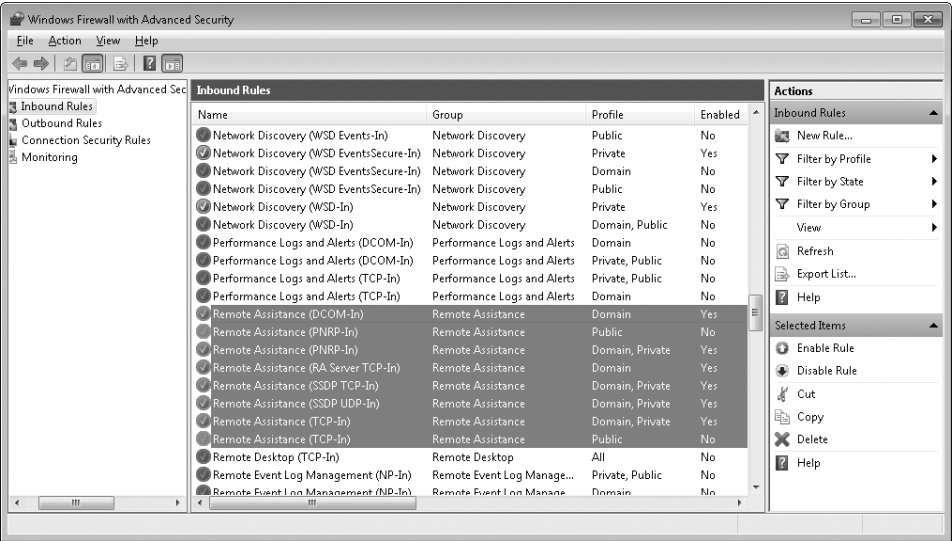 Windows Firewall with Advanced Security
File Action View Help
Windows Firewall with Advanced Sec
Inbound Rules
Outbound Rules
Connection Security Rules
Monitoring
Inbound Rules
Name Group Profile Enabled
Network Discovery (WSD Events-In) Network Discovery Public No
Network Discovery (WSD EventsSecure-In) Network Discovery Private Yes
Network Discovery (WSD EventsSecure-In) Network Discovery Domain No
Network Discovery (WSD EventsSecure-In) Network Discovery Public No
Network Discovery (WSD-In) Network Discovery Private Yes
Network Discovery (WSD-In) Network Discovery Domain, Public No
Performance Logs and Alerts (DCOM-In) Performance Logs and Alerts Domain No
Performance Logs and Alerts (DCOM-In) Performance Logs and Alerts Private, Public No
Performance Logs and Alerts (TCP-In) Performance Logs and Alerts Private, Public No
Performance Logs and Alerts (TCP-In) Performance Logs and Alerts Domain No
Remote Assistance (DCOM-In) Remote Assistance Domain Yes
Remote Assistance (PNRP-In) Remote Assistance Public No
Remote Assistance (PNRP-In) Remote Assistance Domain, Private Yes
Remote Assistance (RA Server TCP-In) Remote Assistance Domain Yes
Remote Assistance (SSDP TCP-In) Remote Assistance Domain, Private Yes
Remote Assistance (SSDP UDP-In) Remote Assistance Domain, Private Yes
Remote Assistance (TCP-In) Remote Assistance Domain, Private Yes
Remote Assistance (TCP-In) Remote Assistance Public No
Remote Desktop (TCP-In) Remote Desktop All No
Remote Event Log Management (NP-In) Remote Event Log Manage... Private, Public No
Remote Event Log Management (NP-In) Remote Event Log Manage Domain No
Actions
Inbound Rules
New Rule...
Filter by Profile
Filter by State
Filter by Group
View
Refresh
Export List...
Help
Selected Items
Enable Rule
Disable Rule
Cut
Copy
Delete
Help